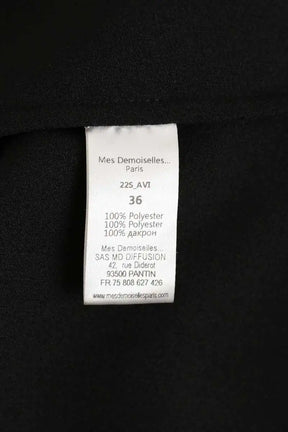 Mes Demoiselles...
Paris
22S_AVI
36
100% Polyester
100% Polyester
100% дакрон
Mes Demoiselles...
SAS MD DIFFUSION
42, rue Diderot
93500 PANTIN
FR 75 808 627 426
www.mesdemoisellesparis.com